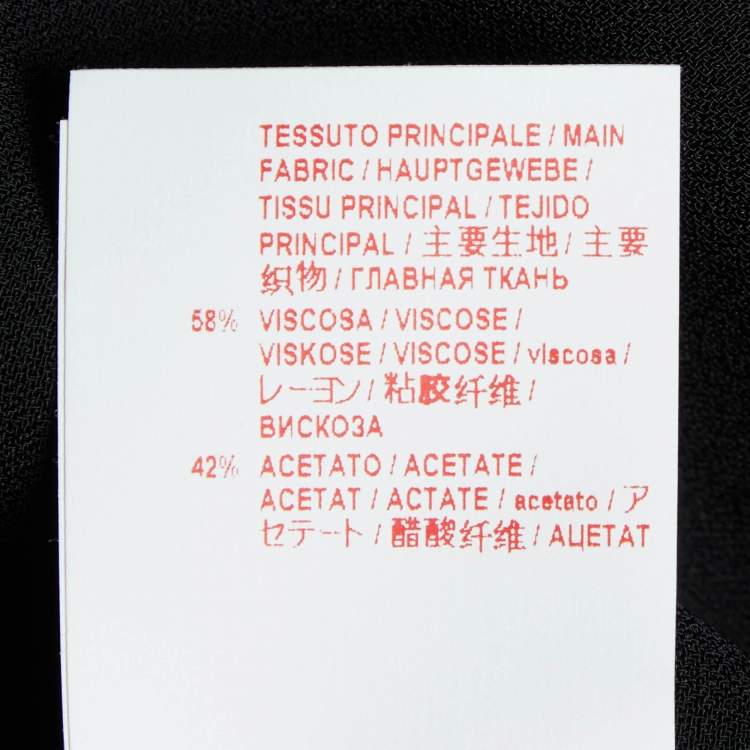 TESSUTO PRINCIPALE / MAIN
FABRIC / HAUPTGEWEBE /
TISSU PRINCIPAL / TEJIDO
PRINCIPAL / 主要生地 / 主要
织物 / ГЛАВНАЯ ТКАНЬ
58% VISCOSA / VISCOSE /
VISKOSE / VISCOSE / viscosa /
レーヨン / 粘胶纤维 /
ВИСКОЗА
42% ACETATO / ACETATE /
ACETAT / ACTATE / acetato / ア
セテート / 醋酸纤维 / АЦЕТАТ